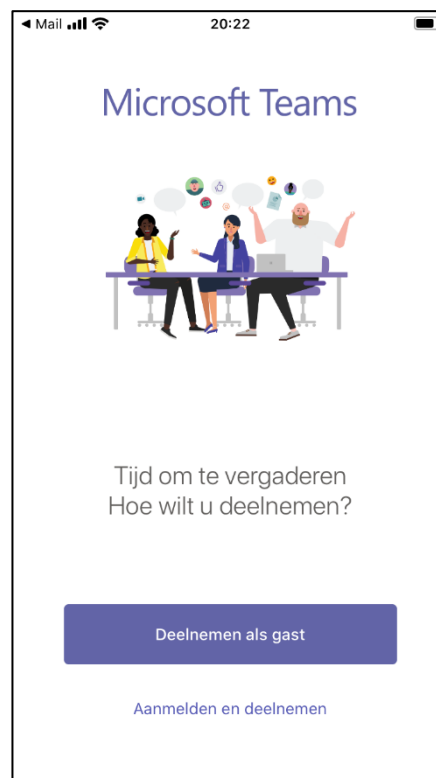 Mail
20:22
Microsoft Teams
Tijd om te vergaderen
Hoe wilt u deelnemen?
Deelnemen als gast
Aanmelden en deelnemen